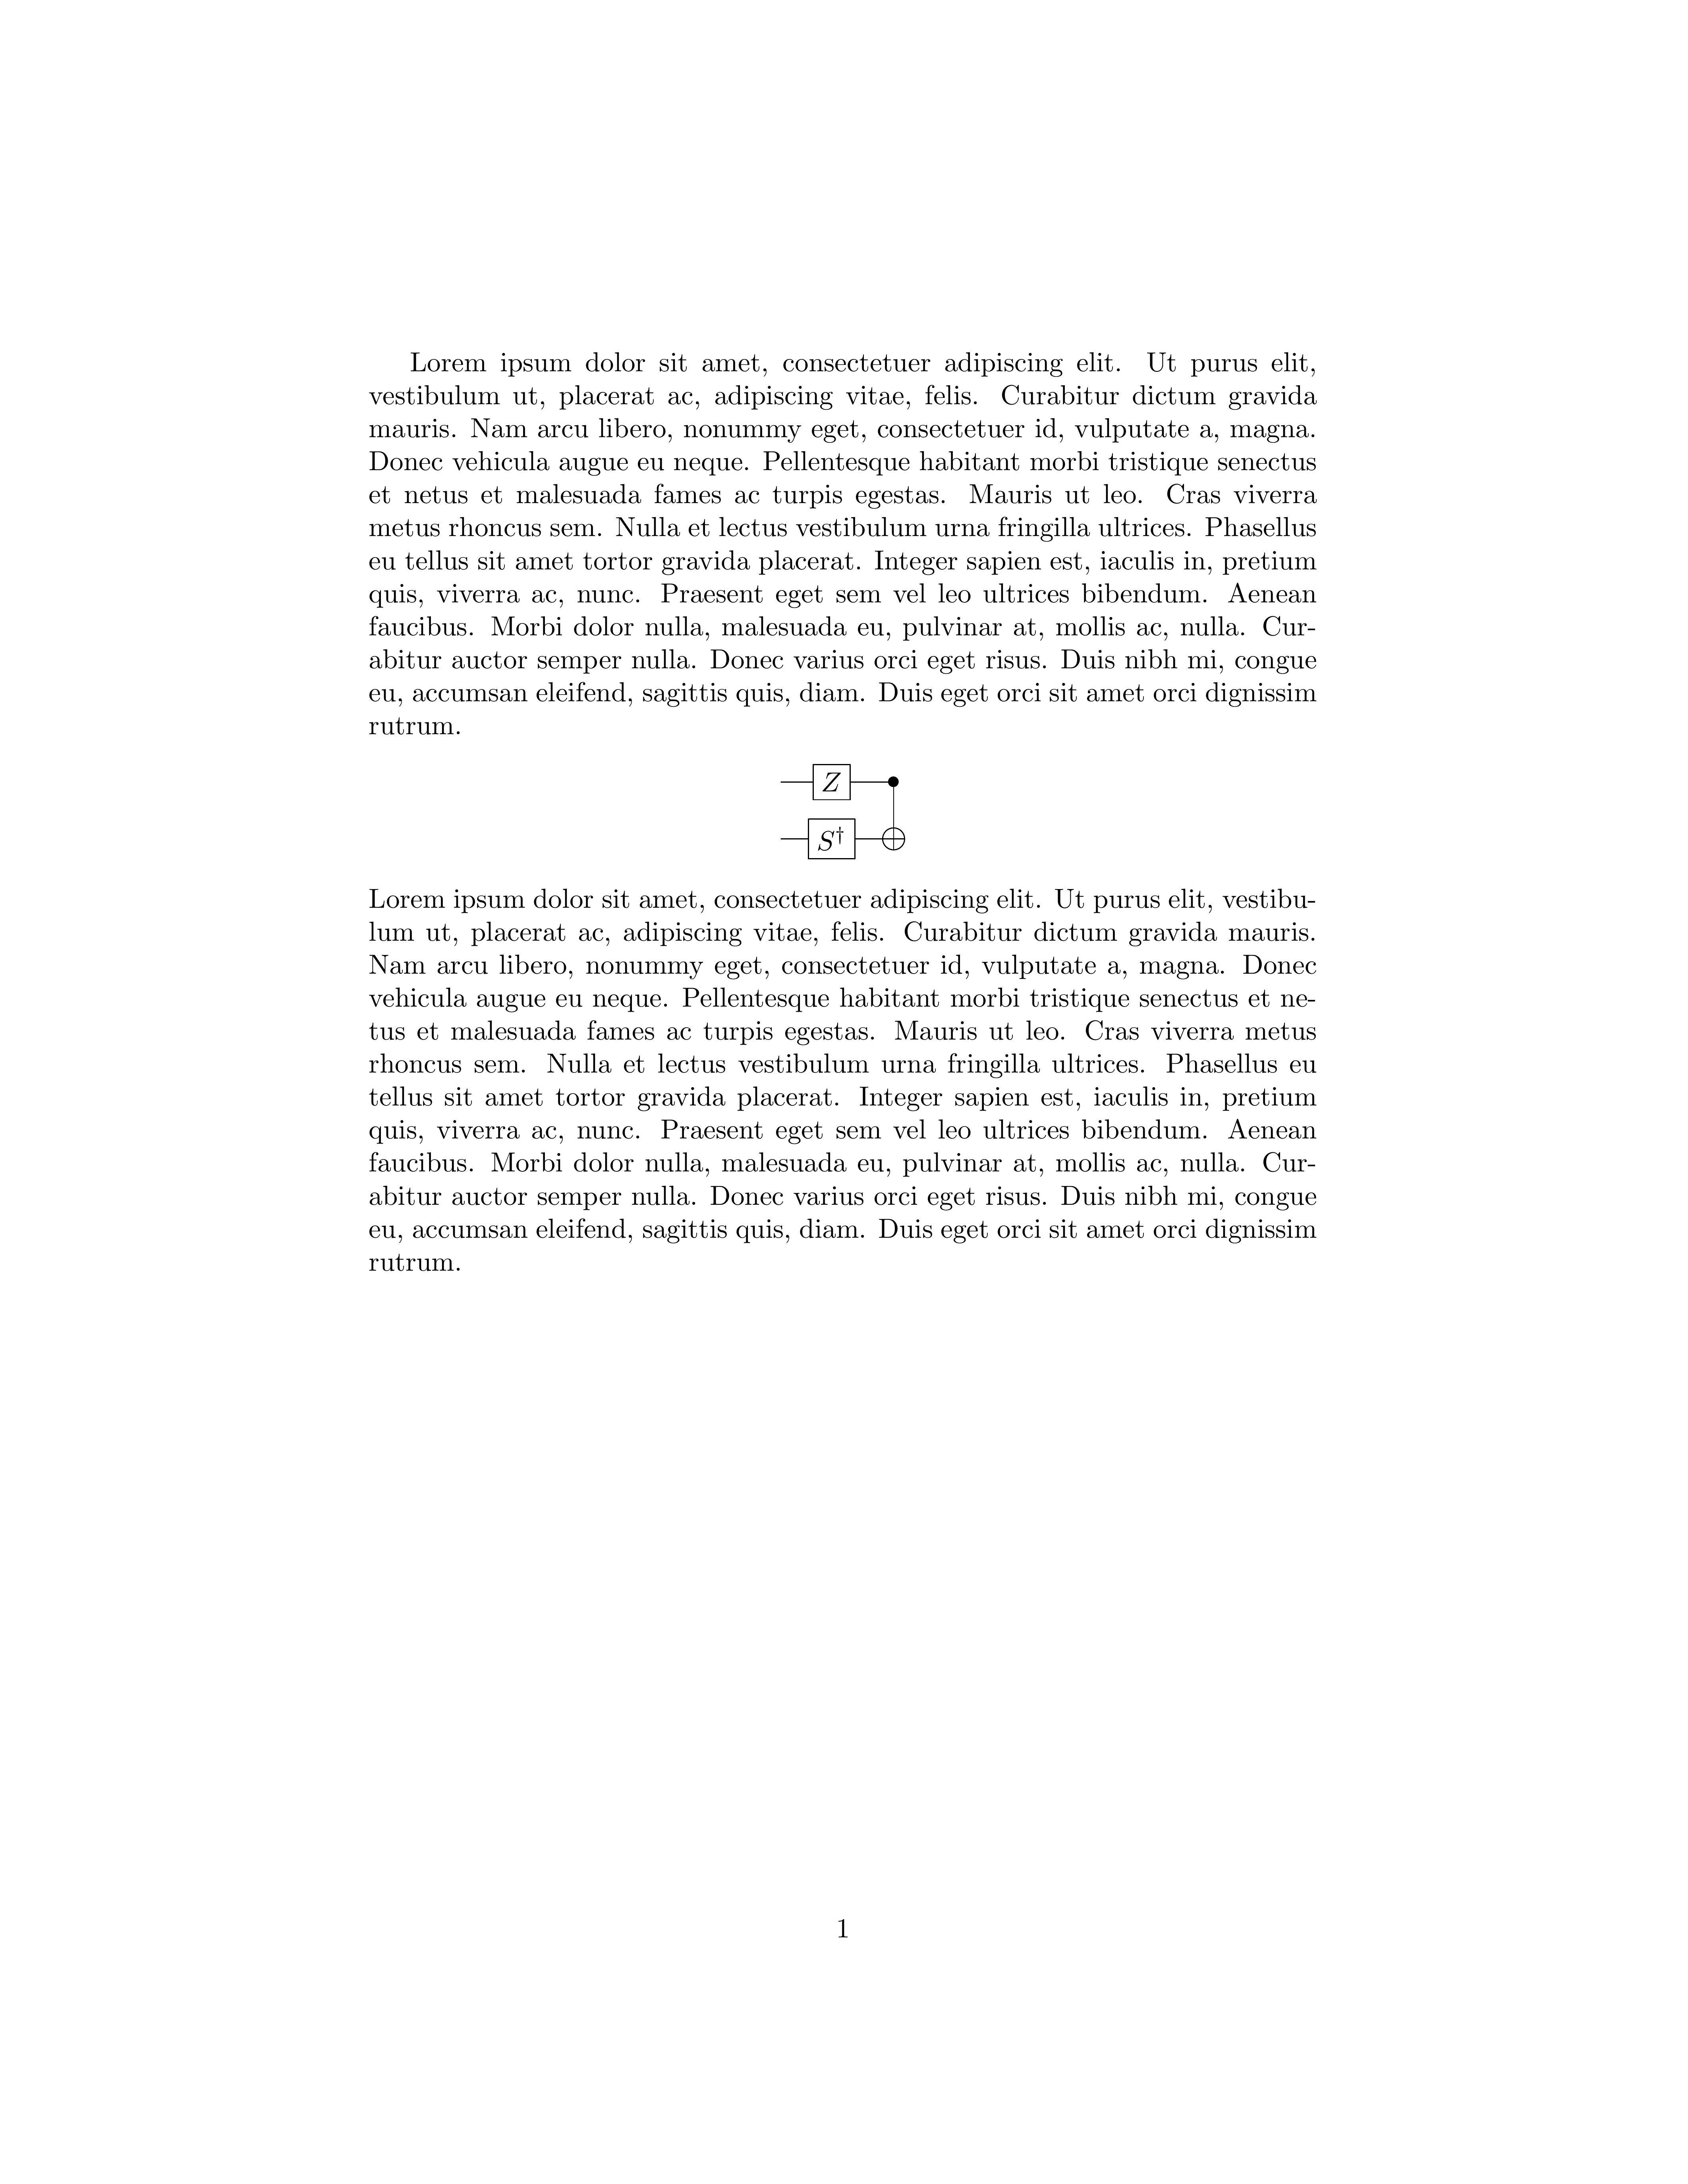 Lorem ipsum dolor sit amet, consectetuer adipiscing elit. Ut purus elit,
vestibulum ut, placerat ac, adipiscing vitae, felis. Curabitur dictum gravida
mauris. Nam arcu libero, nonummy eget, consectetuer id, vulputate a, magna.
Donec vehicula augue eu neque. Pellentesque habitant morbi tristique senectus
et netus et malesuada fames ac turpis egestas. Mauris ut leo. Cras viverra
metus rhoncus sem. Nulla et lectus vestibulum urna fringilla ultrices. Phasellus
eu tellus sit amet tortor gravida placerat. Integer sapien est, iaculis in, pretium
quis, viverra ac, nunc. Praesent eget sem vel leo ultrices bibendum. Aenean
faucibus. Morbi dolor nulla, malesuada eu, pulvinar at, mollis ac, nulla. Cur-
abitur auctor semper nulla. Donec varius orci eget risus. Duis nibh mi, congue
eu, accumsan eleifend, sagittis quis, diam. Duis eget orci sit amet orci dignissim
rutrum.
Z
S†
Lorem ipsum dolor sit amet, consectetuer adipiscing elit. Ut purus elit, vestibu-
lum ut, placerat ac, adipiscing vitae, felis. Curabitur dictum gravida mauris.
Nam arcu libero, nonummy eget, consectetuer id, vulputate a, magna. Donec
vehicula augue eu neque. Pellentesque habitant morbi tristique senectus et ne-
tus et malesuada fames ac turpis egestas. Mauris ut leo. Cras viverra metus
rhoncus sem. Nulla et lectus vestibulum urna fringilla ultrices. Phasellus eu
tellus sit amet tortor gravida placerat. Integer sapien est, iaculis in, pretium
quis, viverra ac, nunc. Praesent eget sem vel leo ultrices bibendum. Aenean
faucibus. Morbi dolor nulla, malesuada eu, pulvinar at, mollis ac, nulla. Cur-
abitur auctor semper nulla. Donec varius orci eget risus. Duis nibh mi, congue
eu, accumsan eleifend, sagittis quis, diam. Duis eget orci sit amet orci dignissim
rutrum.
1